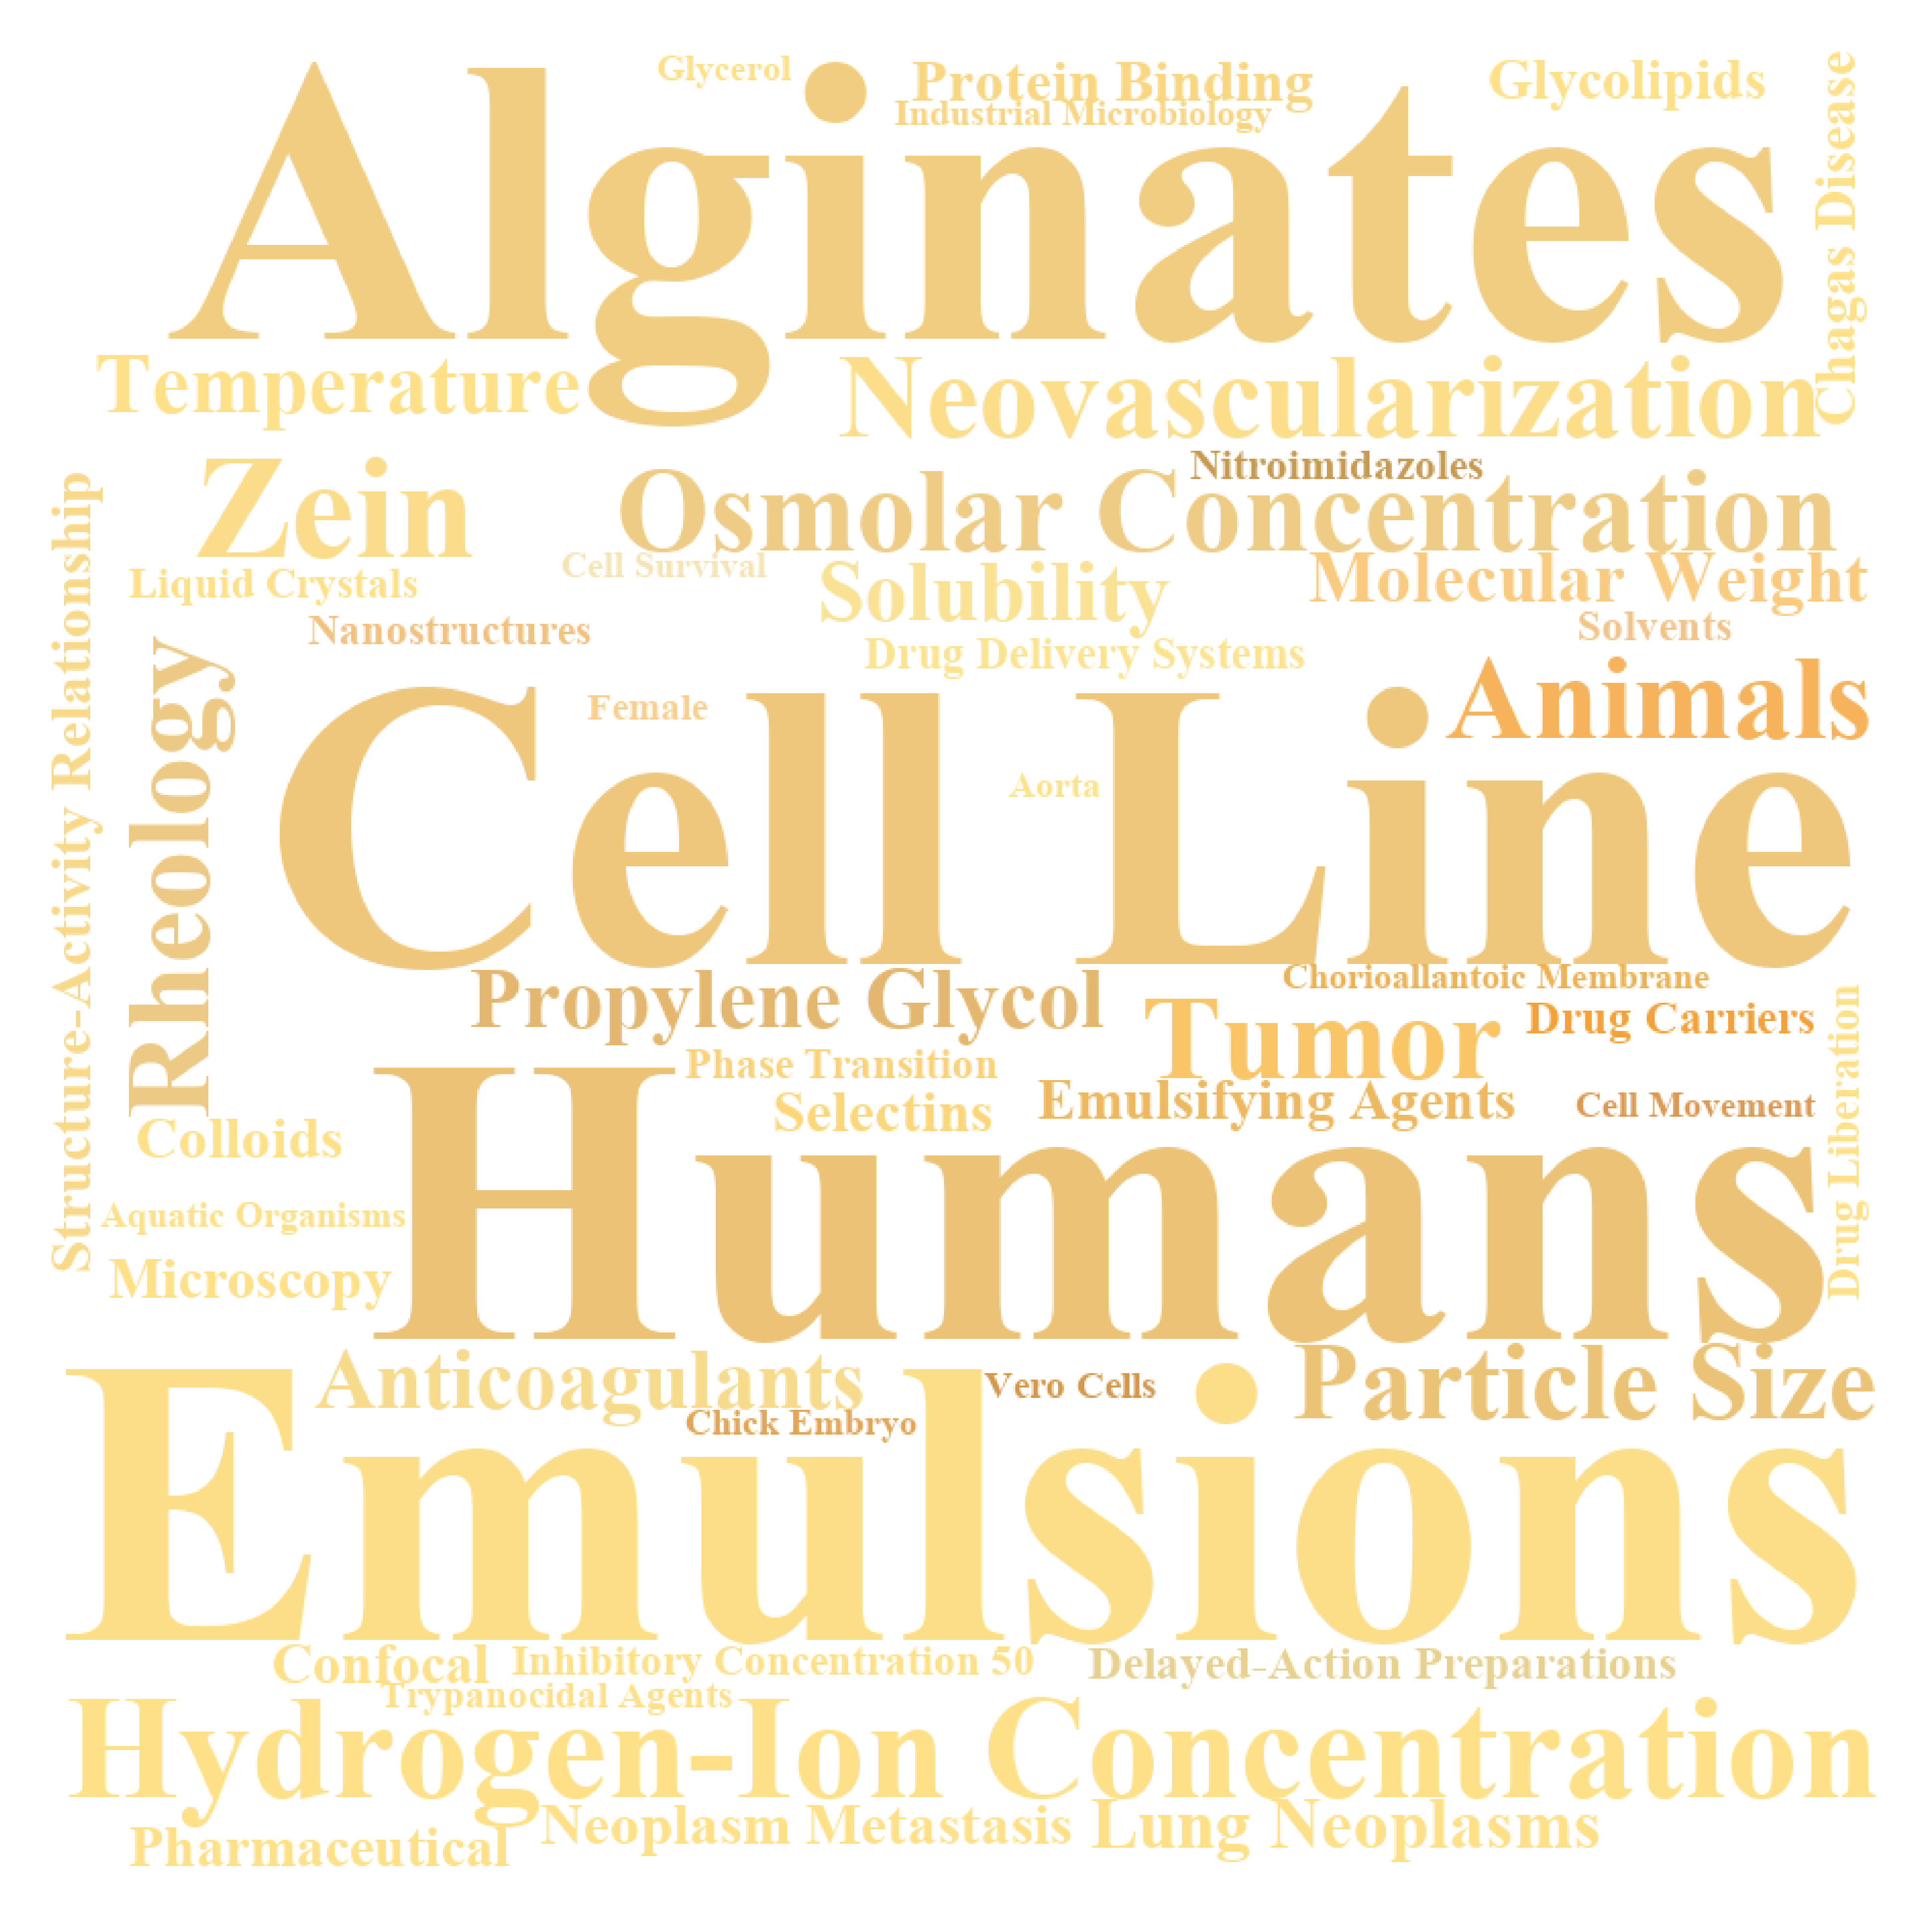 Glycerol
Protein Binding
Glycolipids
Industrial Microbiology
Alginates
Chagas Disease
Temperature
Neovascularization
Nitroimidazoles
Zein
Osmolar Concentration
Cell Survival
Solubility
Molecular Weight
Liquid Crystals
Nanostructures
Solvents
Drug Delivery Systems
Structure-Activity Relationship
Rheology
Female
Animals
Aorta
Cell Line
Propylene Glycol
Chorioallantoic Membrane
Tumor
Drug Carriers
Phase Transition
Selectins
Emulsifying Agents
Cell Movement
Drug Liberation
Colloids
Humans
Aquatic Organisms
Microscopy
Anticoagulants
Vero Cells
Particle Size
Chick Embryo
Emulsions
Confocal
Inhibitory Concentration 50
Delayed-Action Preparations
Trypanocidal Agents
Hydrogen-Ion Concentration
Neoplasm Metastasis
Lung Neoplasms
Pharmaceutical